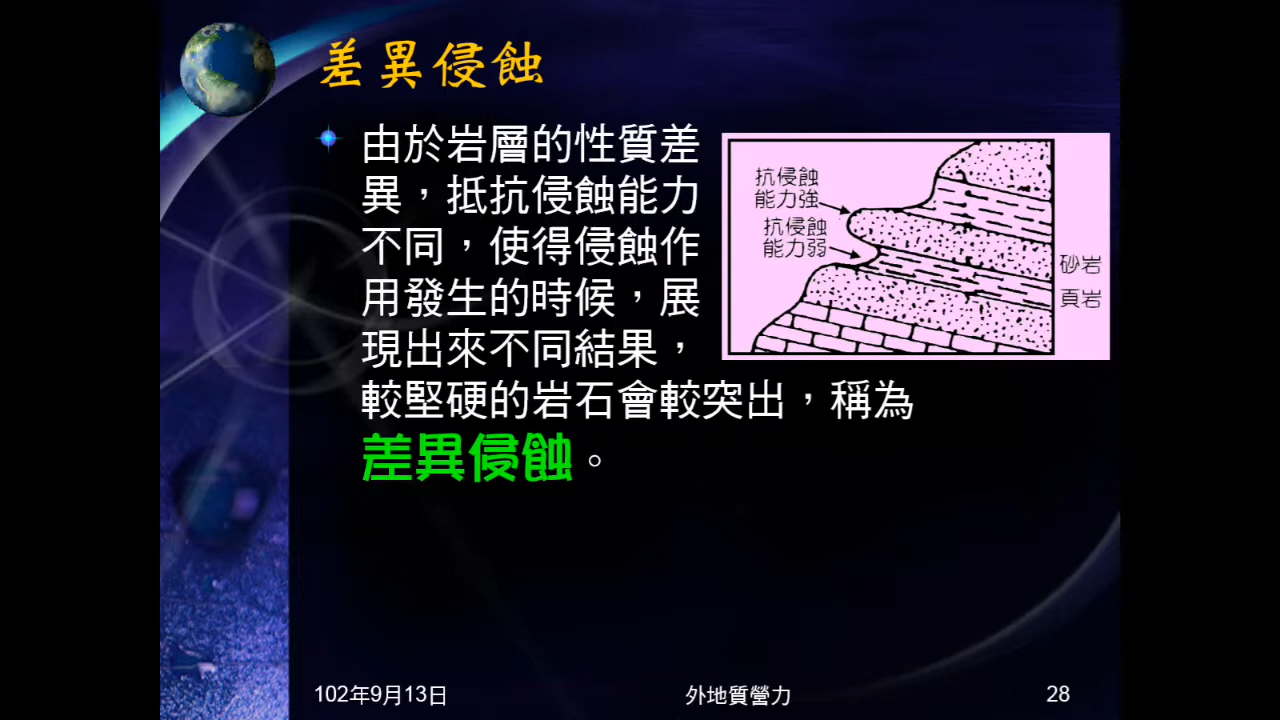 差異侵蝕
由於岩層的性質差
異，抵抗侵蝕能力
不同，使得侵蝕作
用發生的時候，展
現出來不同結果，
較堅硬的岩石會較突出，稱為
差異侵蝕。
抗侵蝕
能力強
抗侵蝕
能力弱
砂岩
頁岩
102年9月13日
外地質營力
28